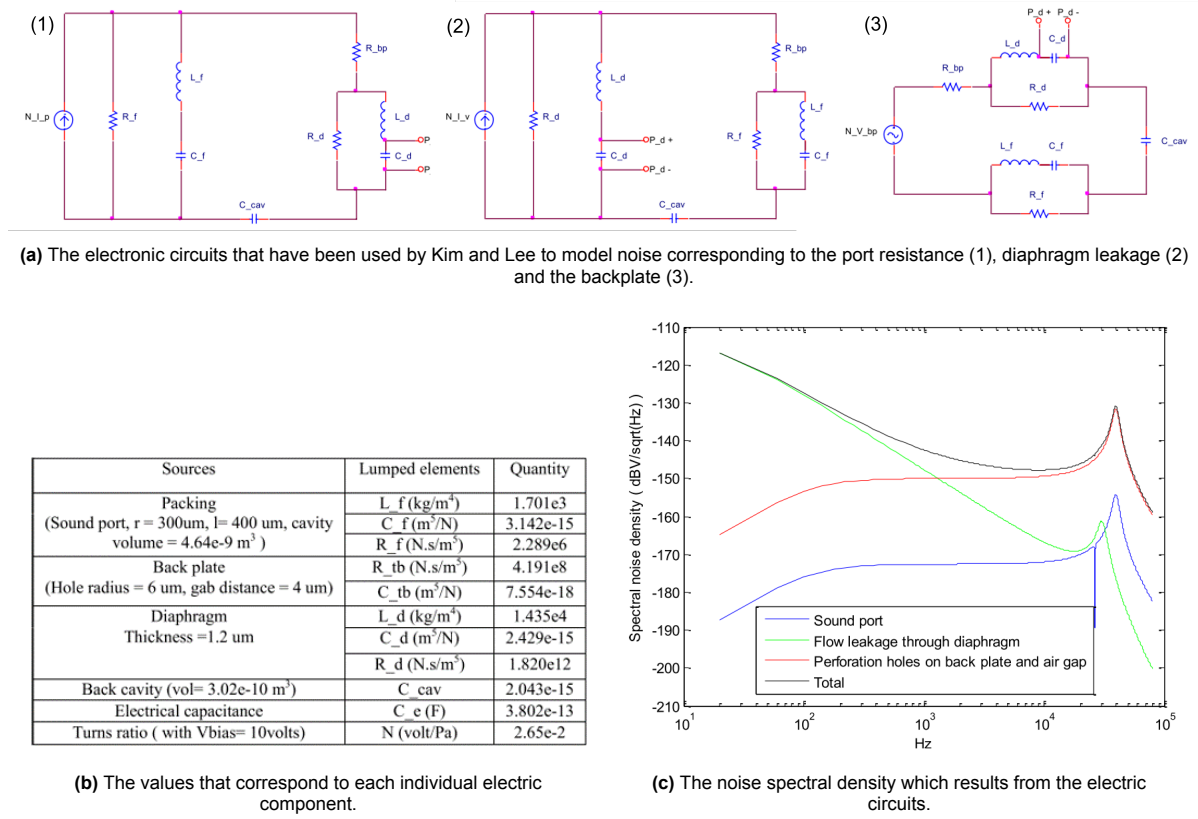 (1)
N_I_p
R_f
L_f
C_f
R_bp
R_d
L_d
C_d
P
P
C_cav
(2)
N_I_v
R_d
L_d
C_d
P_d +
P_d -
R_bp
R_f
L_f
C_f
C_cav
(3)
P_d + P_d -
L_d C_d
R_bp
R_d
N_V_bp
C_cav
L_f C_f
R_f
(a) The electronic circuits that have been used by Kim and Lee to model noise corresponding to the port resistance (1), diaphragm leakage (2)
and the backplate (3).
Sources Lumped elements Quantity
Packing
(Sound port, r = 300um, l= 400 um, cavity
volume = 4.64e-9 m³ )
L_f (kg/m⁴) 1.701e3
C_f (m⁵/N) 3.142e-15
R_f (N.s/m⁵) 2.289e6
Back plate
(Hole radius = 6 um, gab distance = 4 um)
R_tb (N.s/m⁵) 4.191e8
C_tb (m⁵/N) 7.554e-18
Diaphragm
Thickness =1.2 um
L_d (kg/m⁴) 1.435e4
C_d (m⁵/N) 2.429e-15
R_d (N.s/m⁵) 1.820e12
Back cavity (vol= 3.02e-10 m³) C_cav 2.043e-15
Electrical capacitance C_e (F) 3.802e-13
Turns ratio ( with Vbias= 10volts) N (volt/Pa) 2.65e-2
(b) The values that correspond to each individual electric
component.
Spectral noise density ( dBV/sqrt(Hz) )
-110
-120
-130
-140
-150
-160
-170
-180
-190
-200
-210
Sound port
Flow leakage through diaphragm
Perforation holes on back plate and air gap
Total
10¹ 10² 10³ 10⁴ 10⁵
Hz
(c) The noise spectral density which results from the electric
circuits.